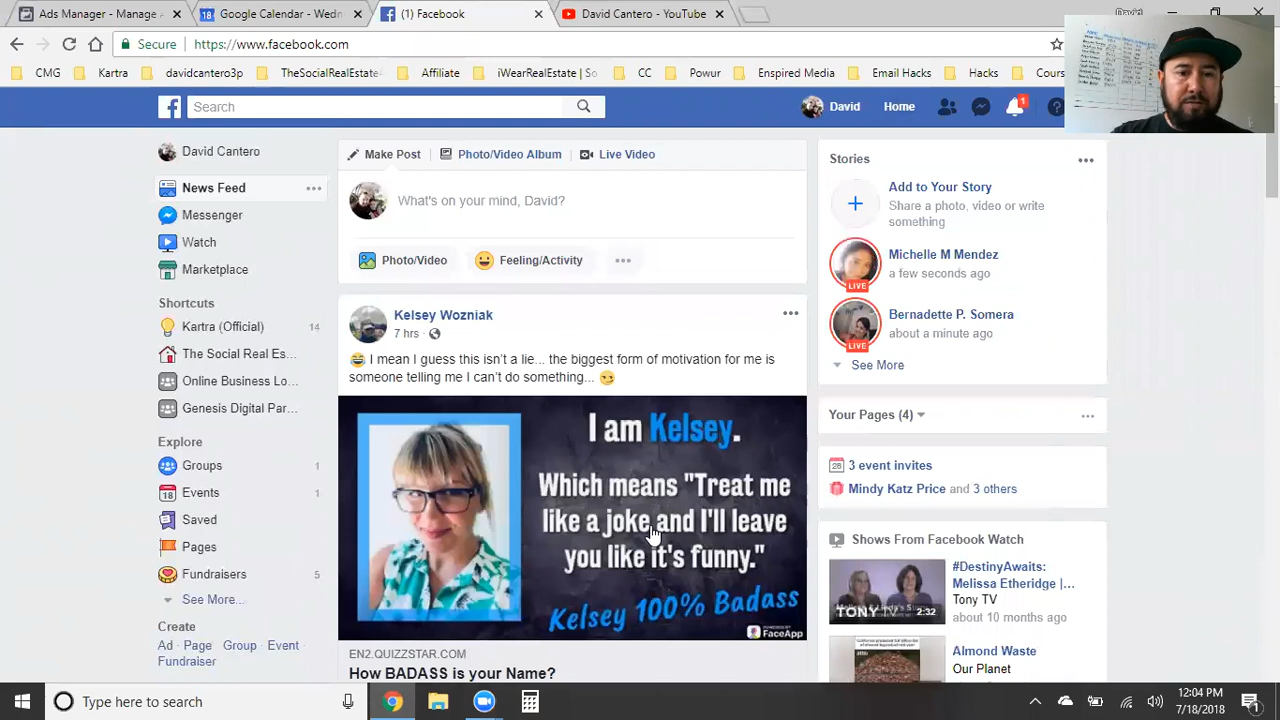 Ads Manager - Manage Ads
Google Calendar - Wedn
(1) Facebook
David Cantero - YouTube
Secure
https://www.facebook.com
CMG
Kartra
davidcantero.tp
TheSocialRealEstate
iWeaRealEst
Enspired Mi
Email Hacks
Hacks
Cours
Search
David
Home
1
David Cantero
News Feed
Messenger
Watch
Marketplace
Shortcuts
Kartra (Official) 14
The Social Real Es...
Online Business Lo...
Genesis Digital Par...
Explore
Groups 1
Events 1
Saved
Pages
Fundraisers 5
See More...
Create
Ad Page Group Event
Fundraiser
Make Post
Photo/Video Album
Live Video
What's on your mind, David?
Photo/Video
Feeling/Activity
Kelsey Wozniak
7 hrs
I mean I guess this isn't a lie... the biggest form of motivation for me is
someone telling me I can't do something...
I am Kelsey.
Which means "Treat me
like a joke and I'll leave
you like it's funny."
Kelsey 100% Badass
FaceApp
EN2.QUIZZSTAR.COM
How BADASS is your Name?
Stories
Add to Your Story
Share a photo, video or write
something
Michelle M Mendez
a few seconds ago
LIVE
Bernadette P. Somera
about a minute ago
LIVE
See More
Your Pages (4)
3 event invites
Mindy Katz Price and 3 others
Shows From Facebook Watch
#DestinyAwaits:
Melissa Etheridge |...
Tony TV
about 10 months ago
TONY TV
2:32
Almond Waste
Our Planet
Type here to search
12:04 PM
7/18/2018